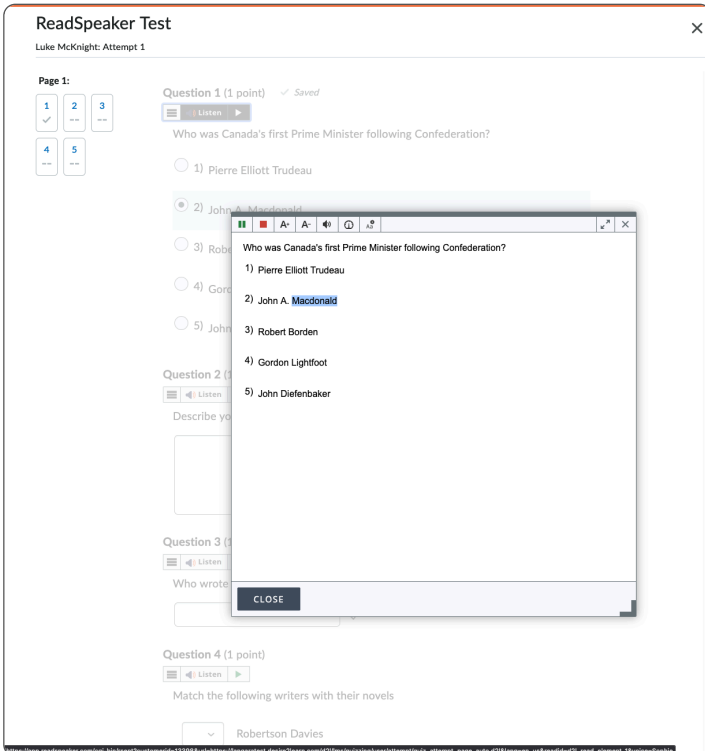 ReadSpeaker Test
Luke McKnight: Attempt 1
Page 1:
1 2 3
-- --
4 5
-- --
Question 1 (1 point) Saved
Listen
Who was Canada's first Prime Minister following Confederation?
1) Pierre Elliott Trudeau
2) John A. Macdonald
3) Robe
4) Gord
5) John
A+ A-
Who was Canada's first Prime Minister following Confederation?
1) Pierre Elliott Trudeau
2) John A. Macdonald
3) Robert Borden
4) Gordon Lightfoot
5) John Diefenbaker
CLOSE
Question 2 (1
Listen
Describe yo
Question 3 (1
Listen
Who wrote
Question 4 (1 point)
Listen
Match the following writers with their novels
Robertson Davies